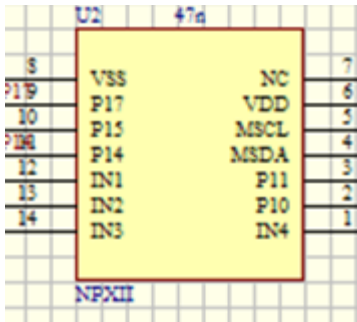 U2 47n
8 VSS NC 7
9 P17 VDD 6
10 P15 MSCL 5
P14 MSDA 4
12 IN1 P11 3
13 IN2 P10 2
14 IN3 IN4 1
NPXII